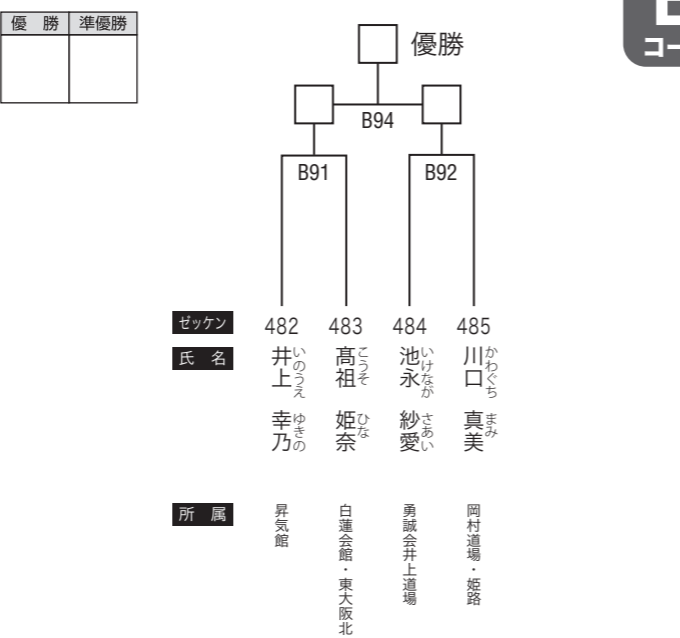 優　勝 準優勝
コー
優勝
B94
B91 B92
ゼッケン 482 483 484 485
氏　名
井上 幸乃
いのうえ ゆきの
髙祖 姫奈
こうそ ひな
池永 紗愛
いけなが さあい
川口 真美
かわぐち まみ
所　属
昇気館
白蓮会館・東大阪北
勇誠会井上道場
岡村道場・姫路